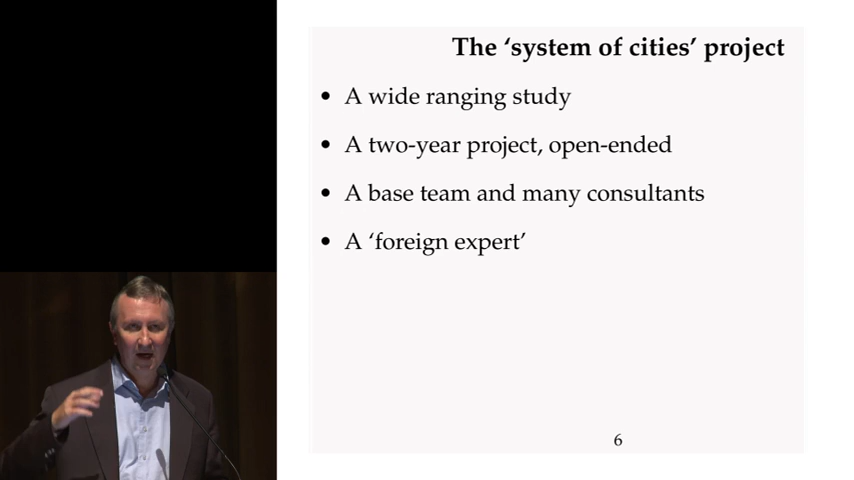 The ‘system of cities’ project
• A wide ranging study
• A two-year project, open-ended
• A base team and many consultants
• A ‘foreign expert’
6